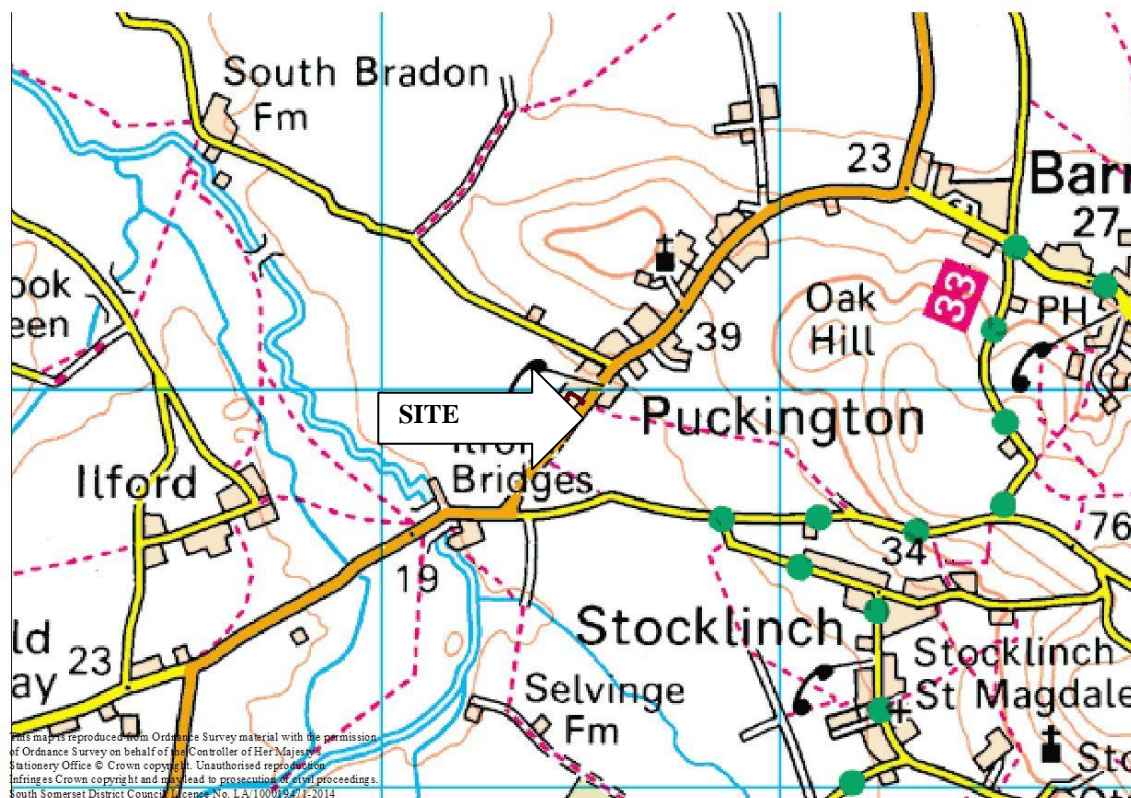 South Bradon
Fm
23
Barr
27
ook
een
Oak
Hill
33
PH
39
SITE
Puckington
Bridges
Ilford
34
76
19
Stocklinch
ld
ay
23
Stocklinch
St Magdale
Selvinge
Fm
Sto
This map is reproduced from Ordnance Survey material with the permission
of Ordnance Survey on behalf of the Controller of Her Majesty's
Stationery Office © Crown copyright. Unauthorised reproduction
Infringes Crown copyright and may lead to prosecution or civil proceedings.
South Somerset District Council Licence No. LA/100019471-2014